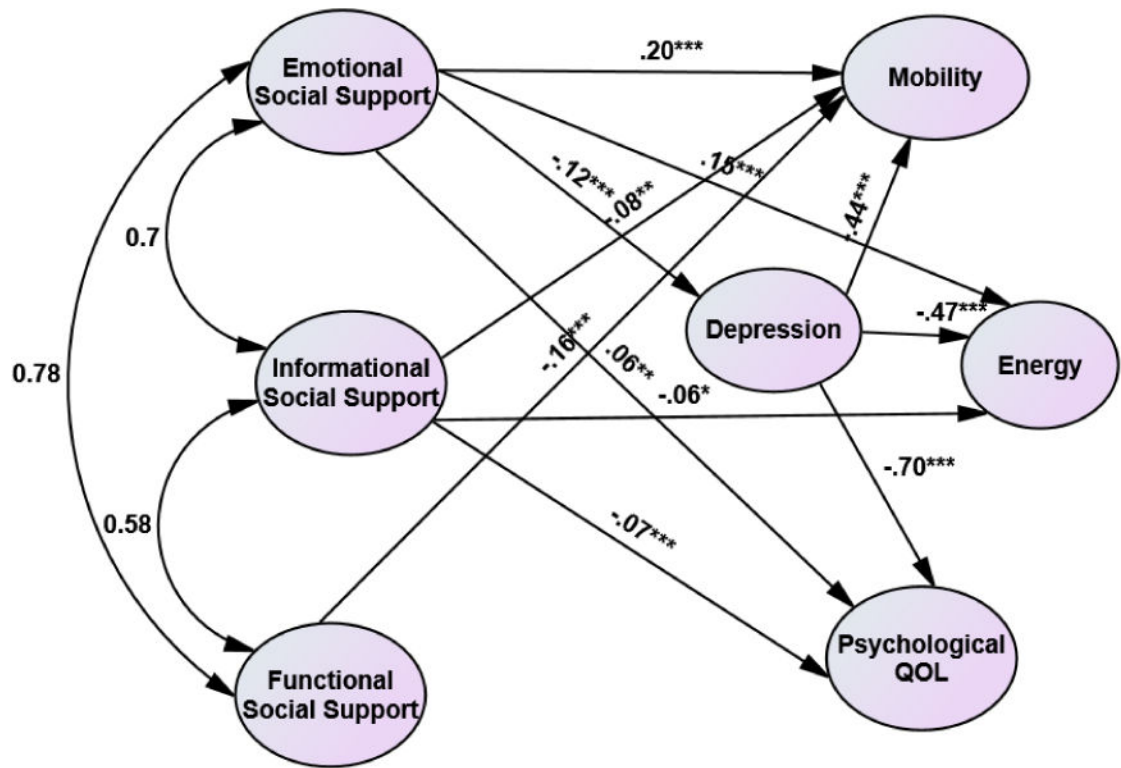 Emotional
Social Support
.20***
Mobility
.15***
-.12***
-.08**
-.44***
0.7
Depression
-.47***
Energy
Informational
Social Support
0.78
-.16***
.06**
-.06*
-.70***
0.58
-.07***
Psychological
QOL
Functional
Social Support